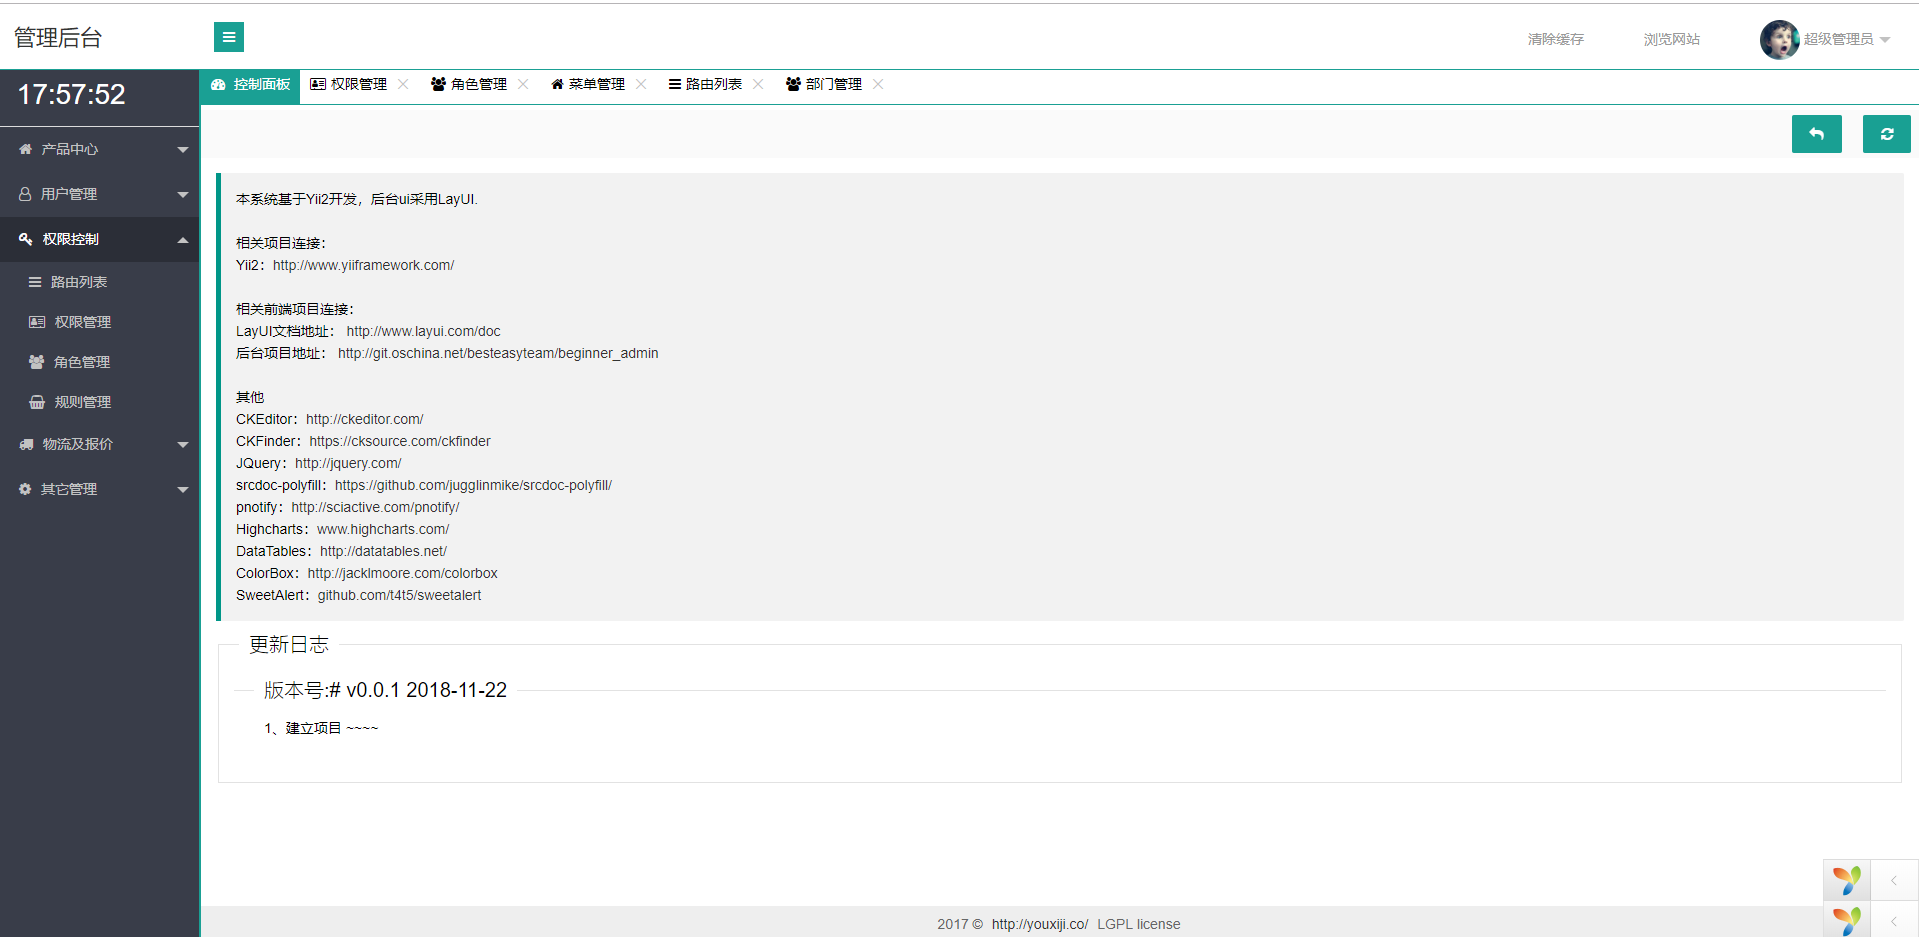 管理后台
清除缓存
浏览网站
超级管理员
17:57:52
控制面板
权限管理
角色管理
菜单管理
路由列表
部门管理
产品中心
用户管理
权限控制
路由列表
权限管理
角色管理
规则管理
物流及报价
其它管理
本系统基于Yii2开发，后台ui采用LayUI.
相关项目连接：
Yii2：http://www.yiiframework.com/
相关前端项目连接：
LayUI文档地址： http://www.layui.com/doc
后台项目地址： http://git.oschina.net/besteasyteam/beginner_admin
其他
CKEditor：http://ckeditor.com/
CKFinder：https://cksource.com/ckfinder
JQuery：http://jquery.com/
srcdoc-polyfill：https://github.com/jugglinmike/srcdoc-polyfill/
pnotify：http://sciactive.com/pnotify/
Highcharts：www.highcharts.com/
DataTables：http://datatables.net/
ColorBox：http://jacklmoore.com/colorbox
SweetAlert：github.com/t4t5/sweetalert
更新日志
版本号:# v0.0.1 2018-11-22
1、建立项目 ~~~~
2017 © http://youxiji.co/ LGPL license